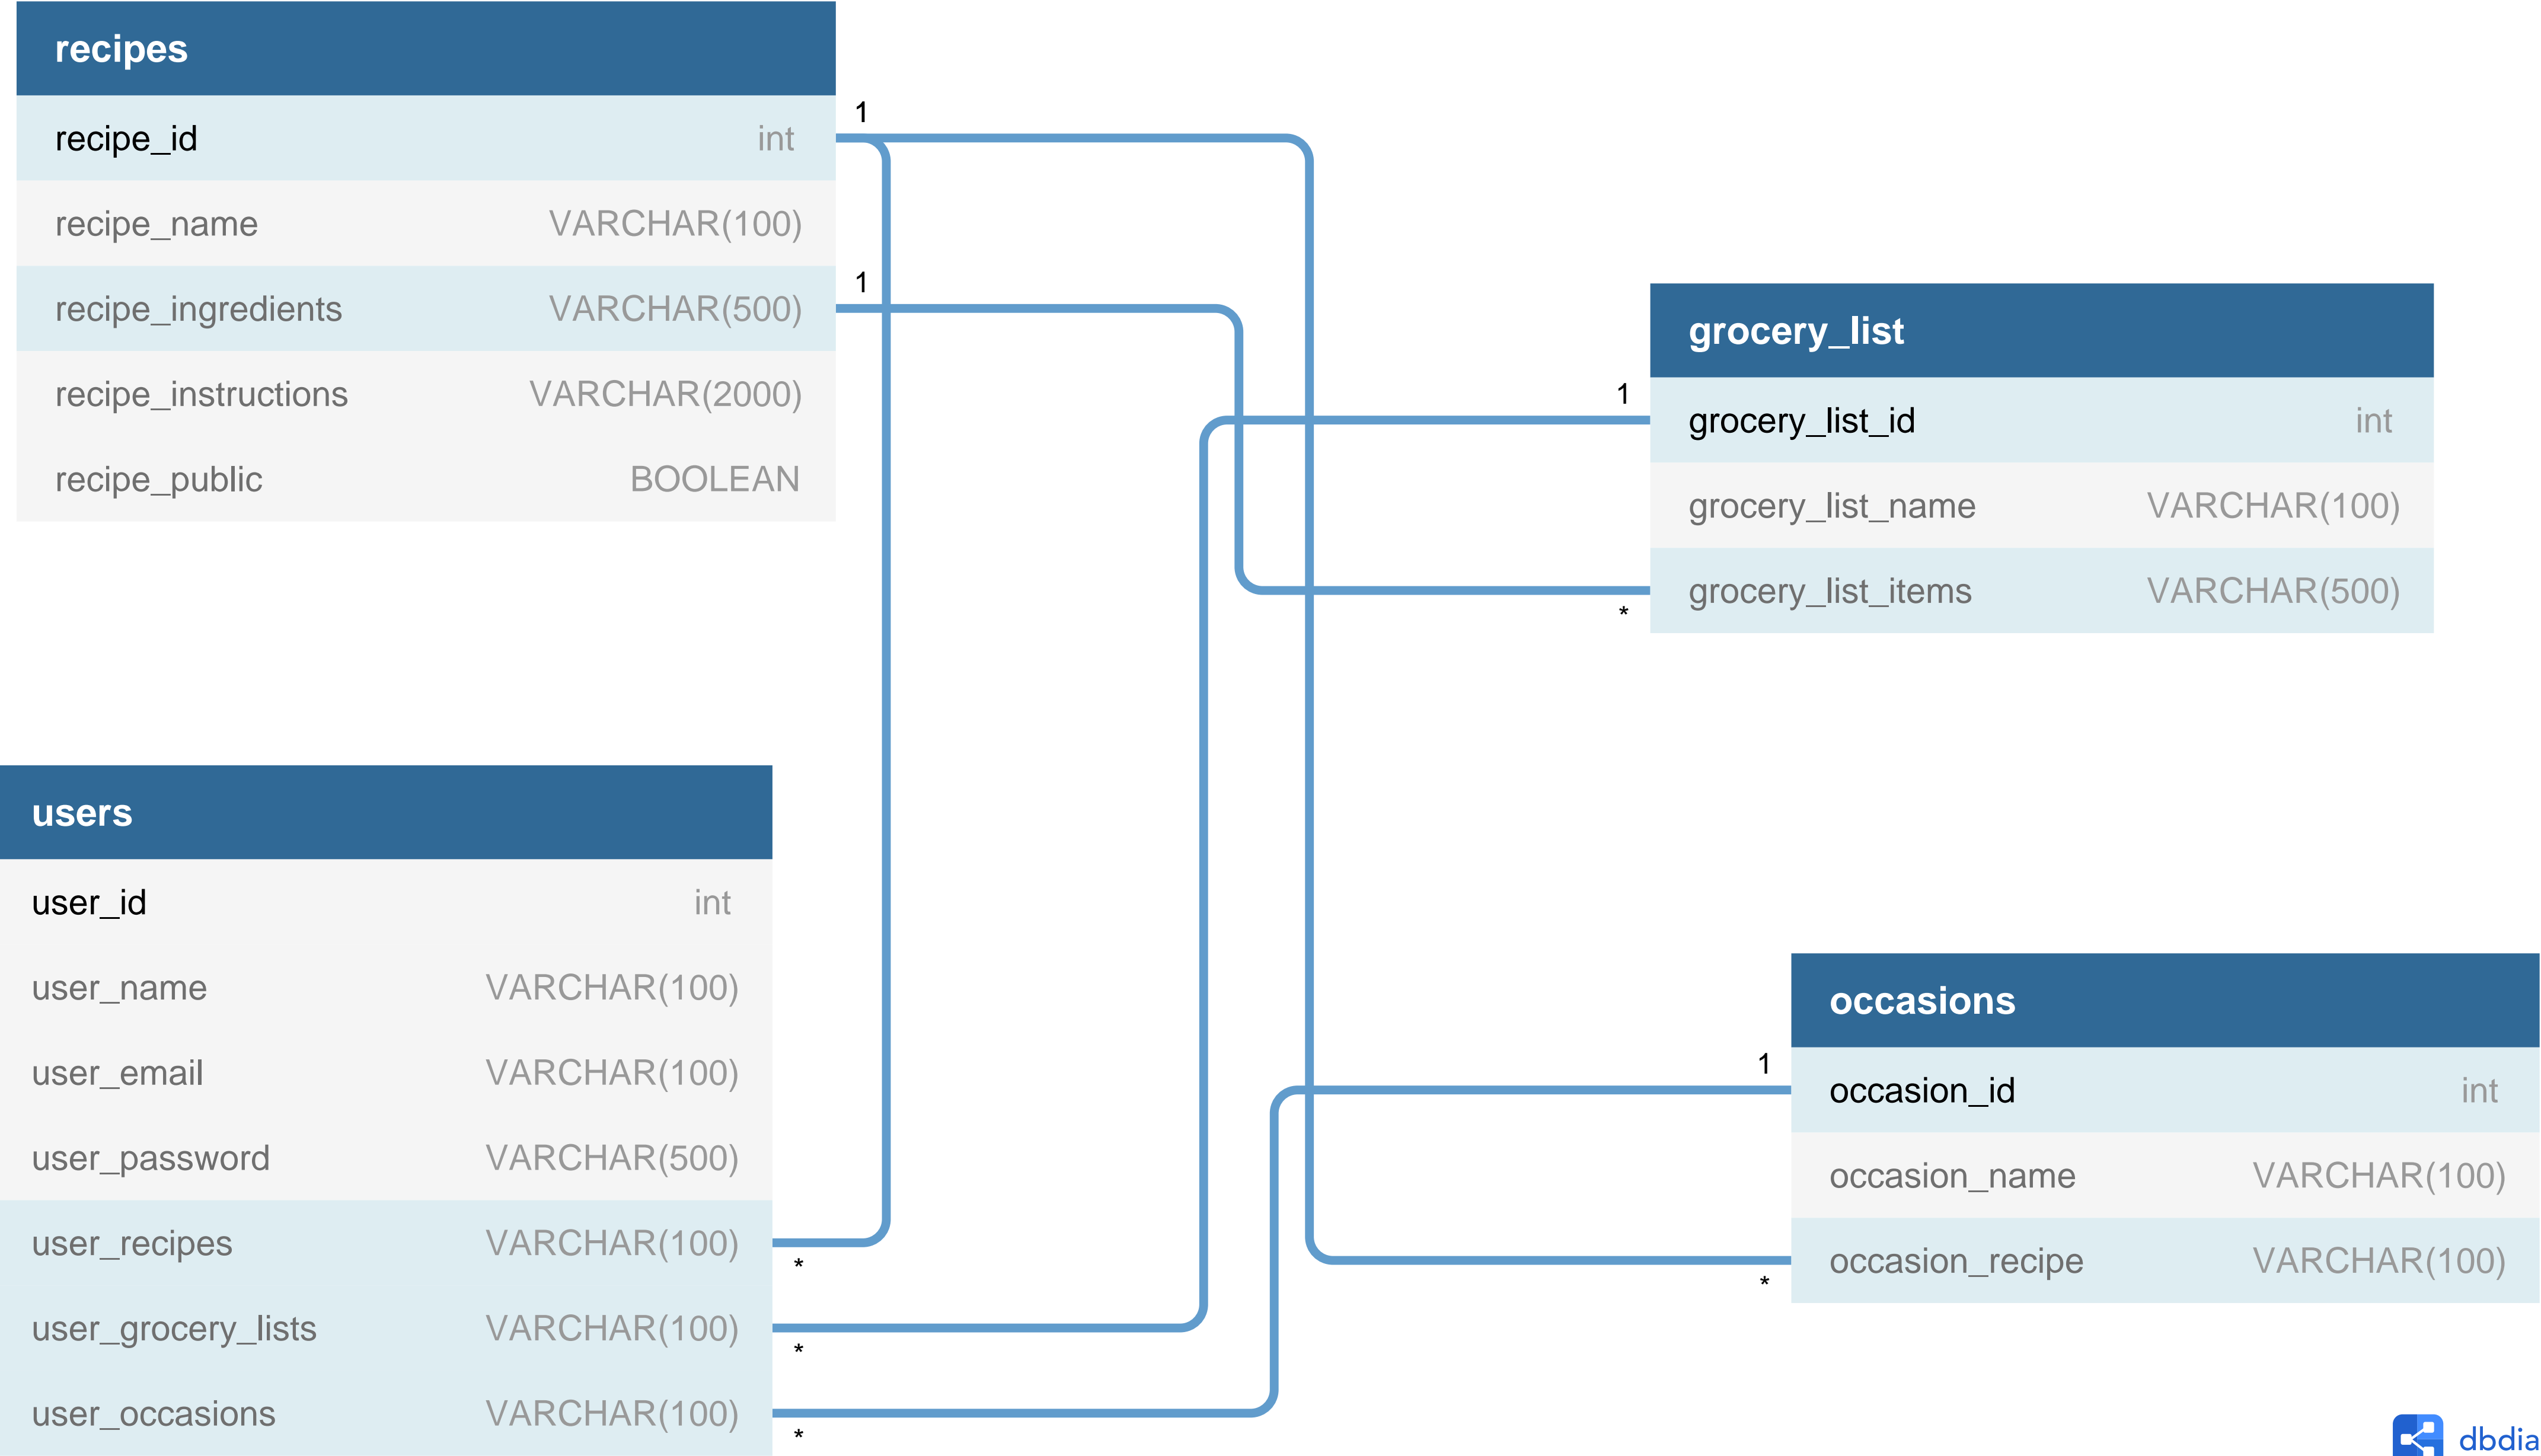 recipes
recipe_id int
recipe_name VARCHAR(100)
recipe_ingredients VARCHAR(500)
recipe_instructions VARCHAR(2000)
recipe_public BOOLEAN
1
1
grocery_list
1
grocery_list_id int
grocery_list_name VARCHAR(100)
grocery_list_items VARCHAR(500)
*
users
user_id int
user_name VARCHAR(100)
user_email VARCHAR(100)
user_password VARCHAR(500)
user_recipes VARCHAR(100)
*
user_grocery_lists VARCHAR(100)
*
user_occasions VARCHAR(100)
*
occasions
1
occasion_id int
occasion_name VARCHAR(100)
occasion_recipe VARCHAR(100)
*
dbdia